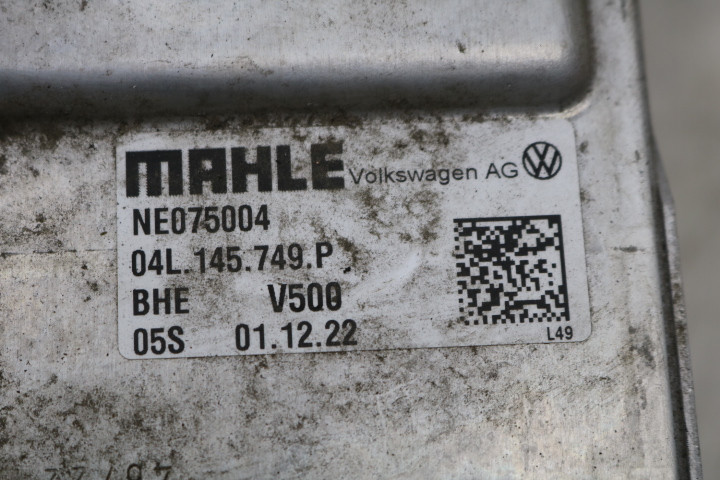 MAHLE Volkswagen AG
NE075004
04L.145.749.P
BHE V500
05S 01.12.22
L49